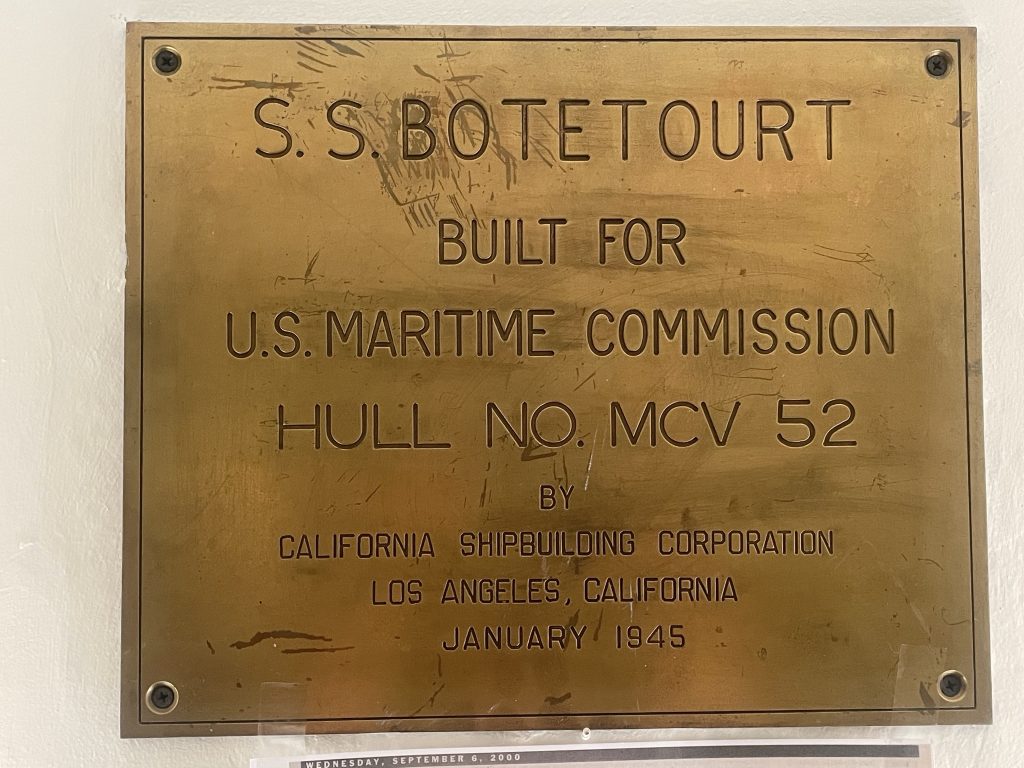 S.S. BOTETOURT
BUILT FOR
U.S. MARITIME COMMISSION
HULL NO. MCV 52
BY
CALIFORNIA SHIPBUILDING CORPORATION
LOS ANGELES, CALIFORNIA
JANUARY 1945
WEDNESDAY, SEPTEMBER 6, 2000